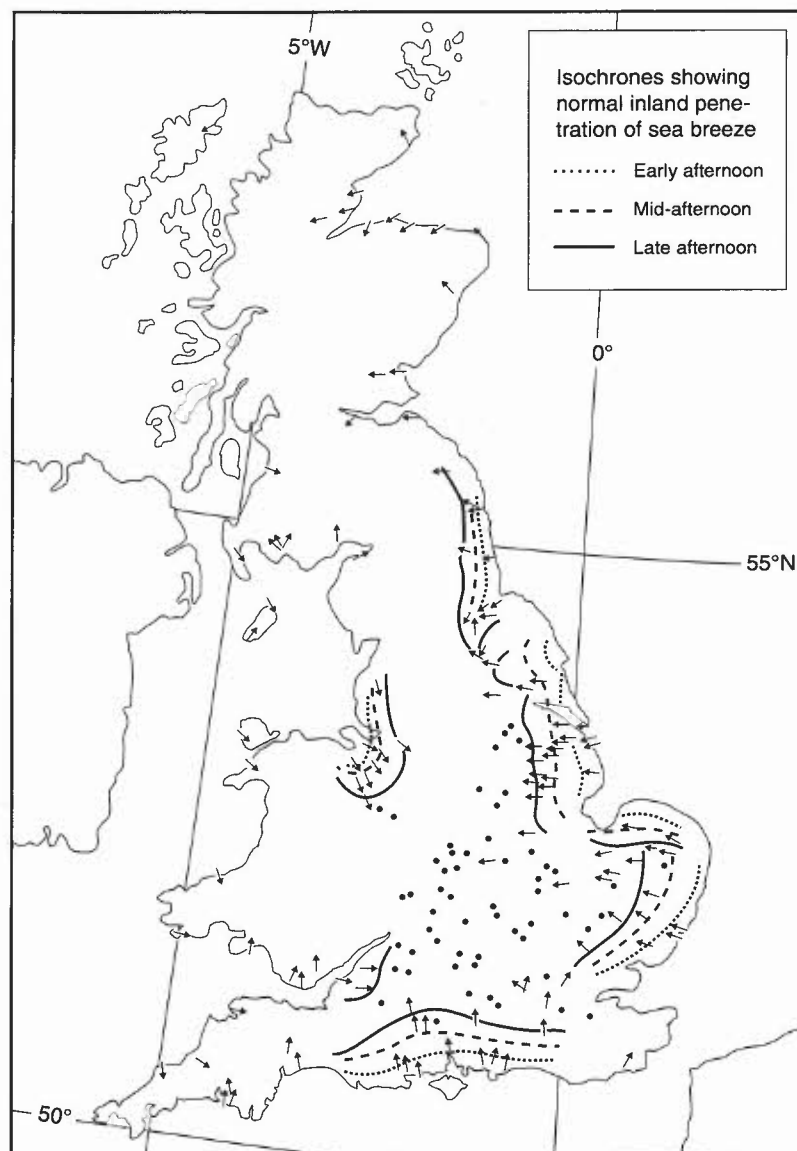 5°W
Isochrones showing
normal inland pene-
tration of sea breeze
Early afternoon
Mid-afternoon
Late afternoon
0°
55°N
50°